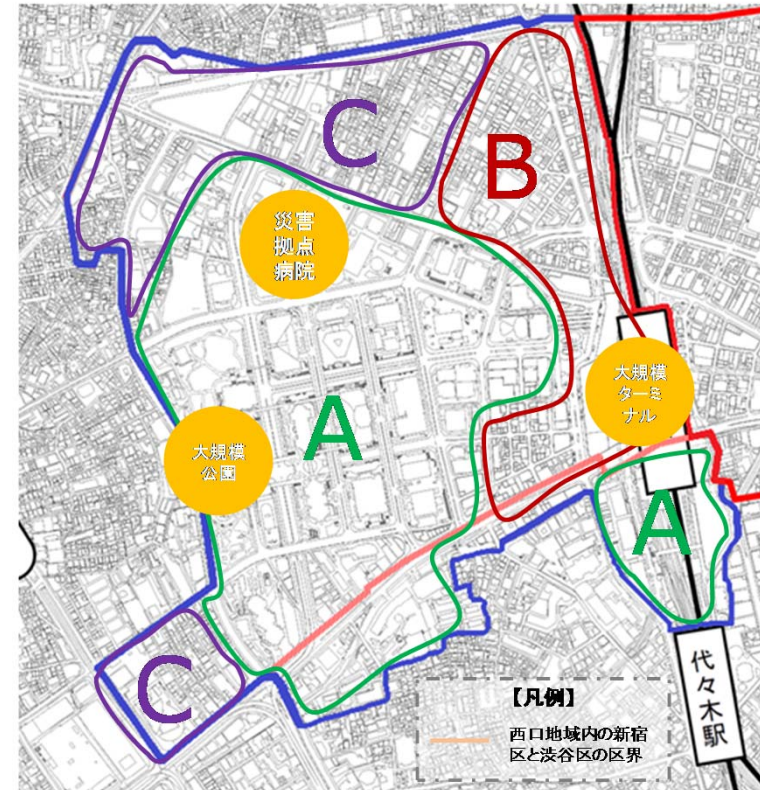 C
B
災害
拠点
病院
大規模
ターミ
ナル
A
大規模
公園
A
C
代々木駅
【凡例】
西口地域内の新宿
区と渋谷区の区界